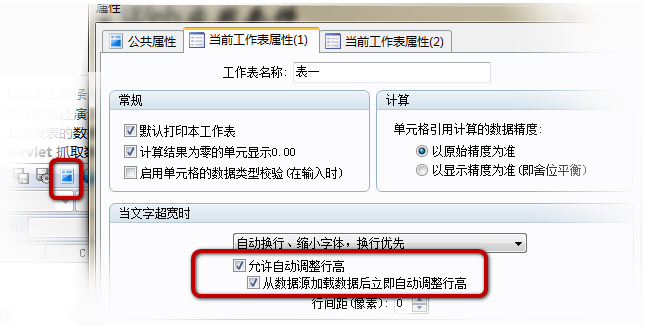 属性
公共属性 当前工作表属性(1) 当前工作表属性(2)
工作表名称: 表一
常规
默认打印本工作表
计算结果为零的单元显示0.00
启用单元格的数据类型校验(在输入时)
计算
单元格引用计算的数据精度:
以原始精度为准
以显示精度为准(即舍位平衡)
当文字超宽时
自动换行、缩小字体，换行优先
允许自动调整行高
从数据源加载数据后立即自动调整行高
行间距(像素): 0
报表的数
servlet 抓取数
C